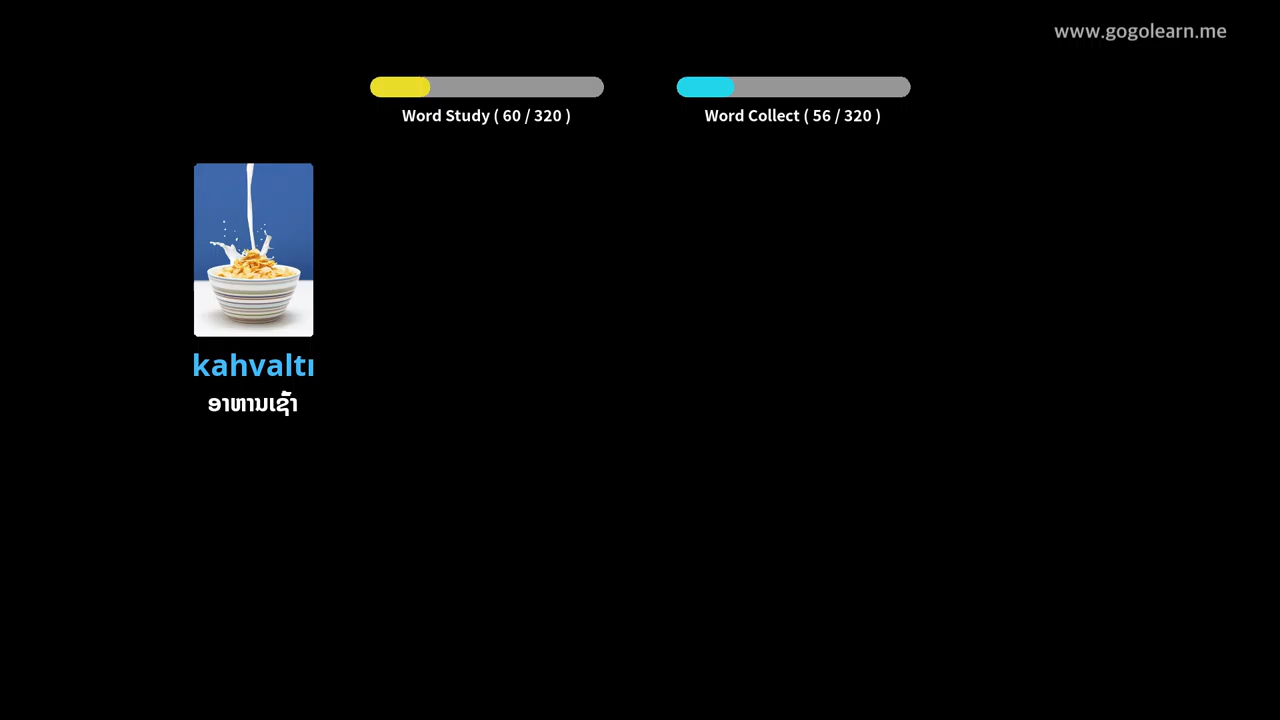 www.gogolearn.me
Word Study ( 60 / 320 )
Word Collect ( 56 / 320 )
kahvaltı
ອາຫານເຊົ້າ